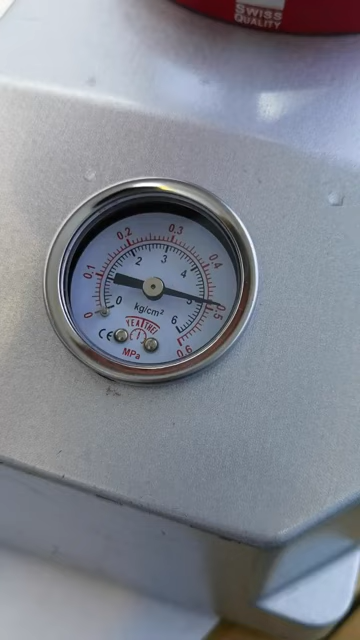 SWISS
QUALITY
0 0.1 0.2 0.3 0.4 0.5 0.6
0 1 2 3 4 5 6
kg/cm²
YEATHEI
CE
MPa